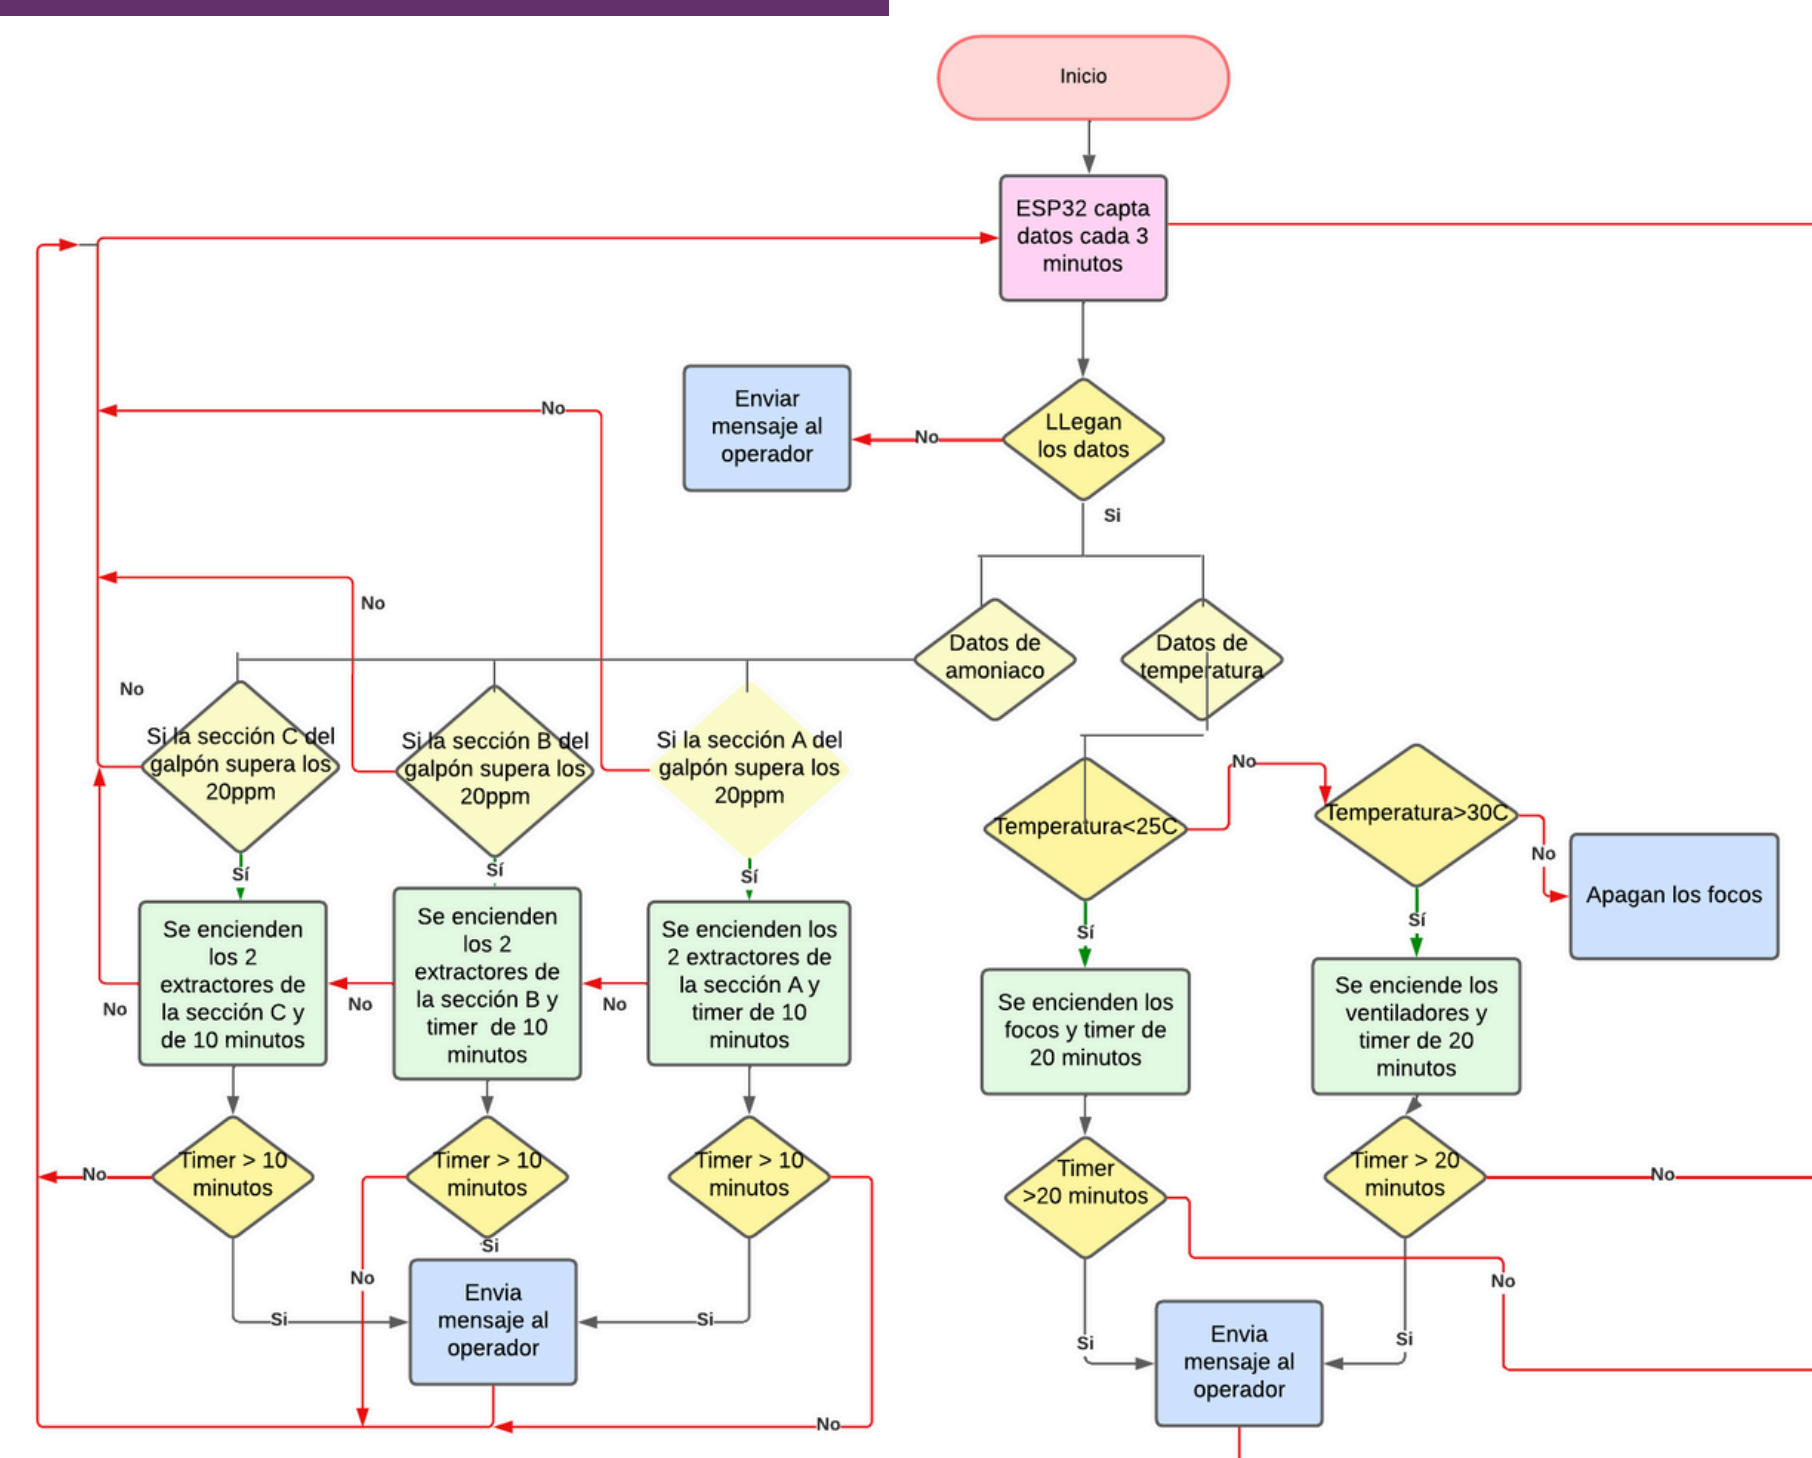 Inicio
ESP32 capta
datos cada 3
minutos
Enviar
mensaje al
operador
No
LLegan
los datos
Si
No
No
No
Datos de
amoniaco
Datos de
temperatura
Si la sección C del
galpón supera los
20ppm
Si la sección B del
galpón supera los
20ppm
Si la sección A del
galpón supera los
20ppm
Temperatura<25C
No
Temperatura>30C
No
Apagan los focos
Sí
Sí
Sí
Sí
Sí
Se encienden
los 2
extractores de
la sección C y
de 10 minutos
No
Se encienden
los 2
extractores de
la sección B y
timer de 10
minutos
No
Se encienden los
2 extractores de
la sección A y
timer de 10
minutos
No
Se encienden los
focos y timer de
20 minutos
Se enciende los
ventiladores y
timer de 20
minutos
No
Timer > 10
minutos
Timer > 10
minutos
Timer > 10
minutos
Timer
>20 minutos
Timer > 20
minutos
No
Si
No
No
Si
Envia
mensaje al
operador
Si
Si
Envia
mensaje al
operador
Si
No